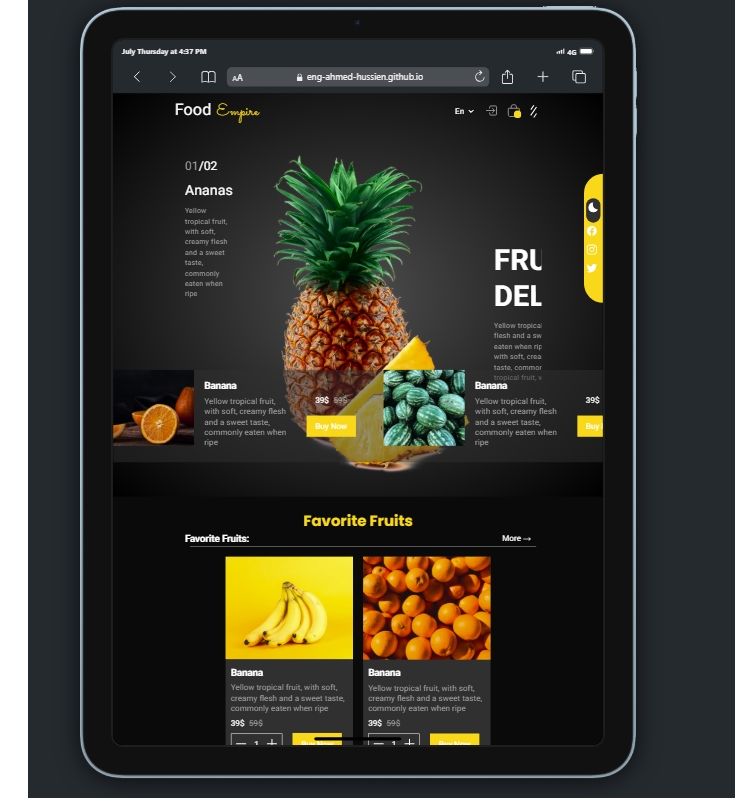 July Thursday at 4:37 PM
4G
AA
eng-ahmed-hussien.github.io
Food Empire
En
01/02
Ananas
Yellow
tropical fruit,
with soft,
creamy flesh
and a sweet
taste,
commonly
eaten when
ripe
FRU
DEL
Yellow tropical
flesh and a sw
eaten when rip
with soft, crea
taste, common
tropical fruit, w
Banana
Yellow tropical fruit,
with soft, creamy flesh
and a sweet taste,
commonly eaten when
ripe
39$ 59$
Buy Now
Banana
Yellow tropical fruit,
with soft, creamy flesh
and a sweet taste,
commonly eaten when
ripe
39$
Buy
Favorite Fruits
Favorite Fruits:
More →
Banana
Yellow tropical fruit, with soft,
creamy flesh and a sweet taste,
commonly eaten when ripe
39$ 59$
— 1 +
Buy Now
Banana
Yellow tropical fruit, with soft,
creamy flesh and a sweet taste,
commonly eaten when ripe
39$ 59$
— 1 +
Buy Now